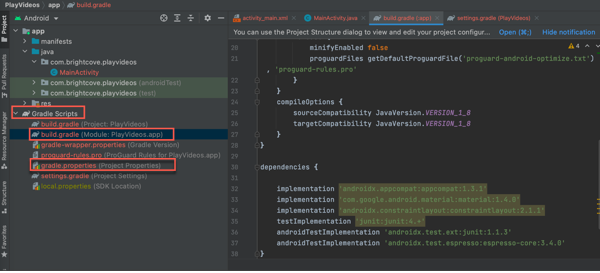 PlayVideos › app › build.gradle
Android
app
manifests
java
com.brightcove.playvideos
MainActivity
com.brightcove.playvideos (androidTest)
com.brightcove.playvideos (test)
res
Gradle Scripts
build.gradle (Project: PlayVideos)
build.gradle (Module: PlayVideos.app)
gradle-wrapper.properties (Gradle Version)
proguard-rules.pro (ProGuard Rules for PlayVideos.app)
gradle.properties (Project Properties)
settings.gradle (Project Settings)
local.properties (SDK Location)
Project
Pull Requests
Resource Manager
Structure
Favorites
activity_main.xml
MainActivity.java
build.gradle (:app)
settings.gradle (PlayVideos)
You can use the Project Structure dialog to view and edit your project configur...
Open (⌘;)
Hide notification
4
20 minifyEnabled false
21 proguardFiles getDefaultProguardFile('proguard-android-optimize.txt')
, 'proguard-rules.pro'
22 }
23 }
24 compileOptions {
25 sourceCompatibility JavaVersion.VERSION_1_8
26 targetCompatibility JavaVersion.VERSION_1_8
27 }
28 }
29
30 dependencies {
31
32 implementation 'androidx.appcompat:appcompat:1.3.1'
33 implementation 'com.google.android.material:material:1.4.0'
34 implementation 'androidx.constraintlayout:constraintlayout:2.1.1'
35 testImplementation 'junit:junit:4.+'
36 androidTestImplementation 'androidx.test.ext:junit:1.1.3'
37 androidTestImplementation 'androidx.test.espresso:espresso-core:3.4.0'
38 }